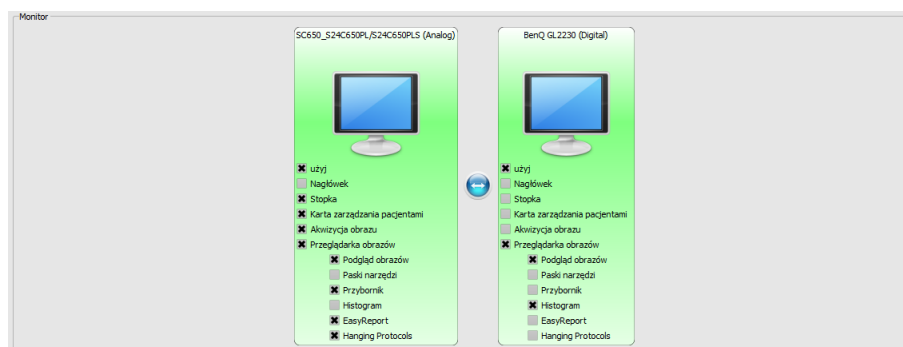 Monitor
SC650_S24C650PL/S24C650PLS (Analog)
użyj
Nagłówek
Stopka
Karta zarządzania pacjentami
Akwizycja obrazu
Przeglądarka obrazów
Podgląd obrazów
Paski narzędzi
Przybornik
Histogram
EasyReport
Hanging Protocols
BenQ GL2230 (Digital)
użyj
Nagłówek
Stopka
Karta zarządzania pacjentami
Akwizycja obrazu
Przeglądarka obrazów
Podgląd obrazów
Paski narzędzi
Przybornik
Histogram
EasyReport
Hanging Protocols